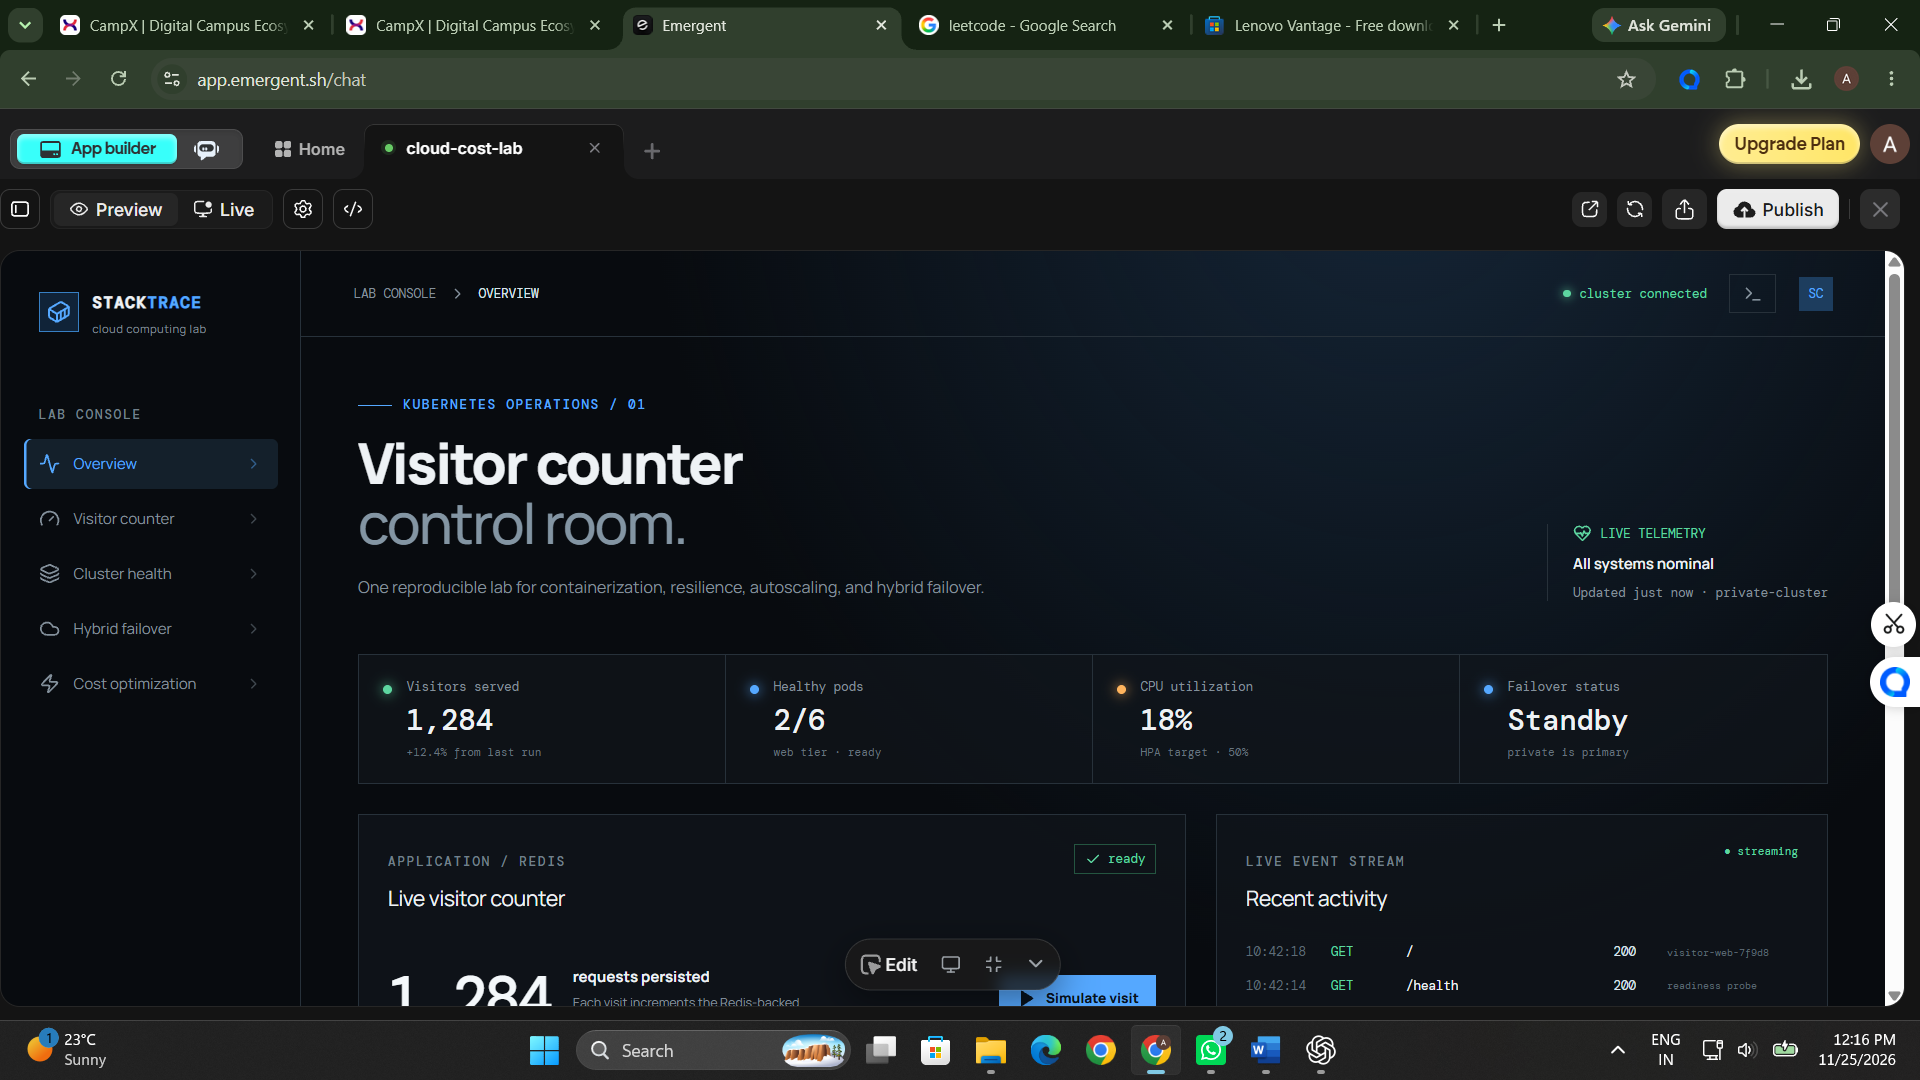 CampX | Digital Campus Ecosy
CampX | Digital Campus Ecosy
Emergent
leetcode - Google Search
Lenovo Vantage - Free downl
Ask Gemini
app.emergent.sh/chat
A
App builder
Home
cloud-cost-lab
Upgrade Plan
A
Preview
Live
Publish
STACKTRACE
cloud computing lab
LAB CONSOLE
Overview
Visitor counter
Cluster health
Hybrid failover
Cost optimization
LAB CONSOLE > OVERVIEW
cluster connected
SC
KUBERNETES OPERATIONS / 01
Visitor counter
control room.
One reproducible lab for containerization, resilience, autoscaling, and hybrid failover.
LIVE TELEMETRY
All systems nominal
Updated just now · private-cluster
Visitors served
1,284
+12.4% from last run
Healthy pods
2/6
web tier · ready
CPU utilization
18%
HPA target · 50%
Failover status
Standby
private is primary
APPLICATION / REDIS
ready
Live visitor counter
1,284
requests persisted
Each visit increments the Redis-backed
Simulate visit
Edit
LIVE EVENT STREAM
streaming
Recent activity
10:42:18 GET / 200 visitor-web-7f9d8
10:42:14 GET /health 200 readiness probe
1
23°C
Sunny
Search
A
2
W
ENG
IN
12:16 PM
11/25/2026